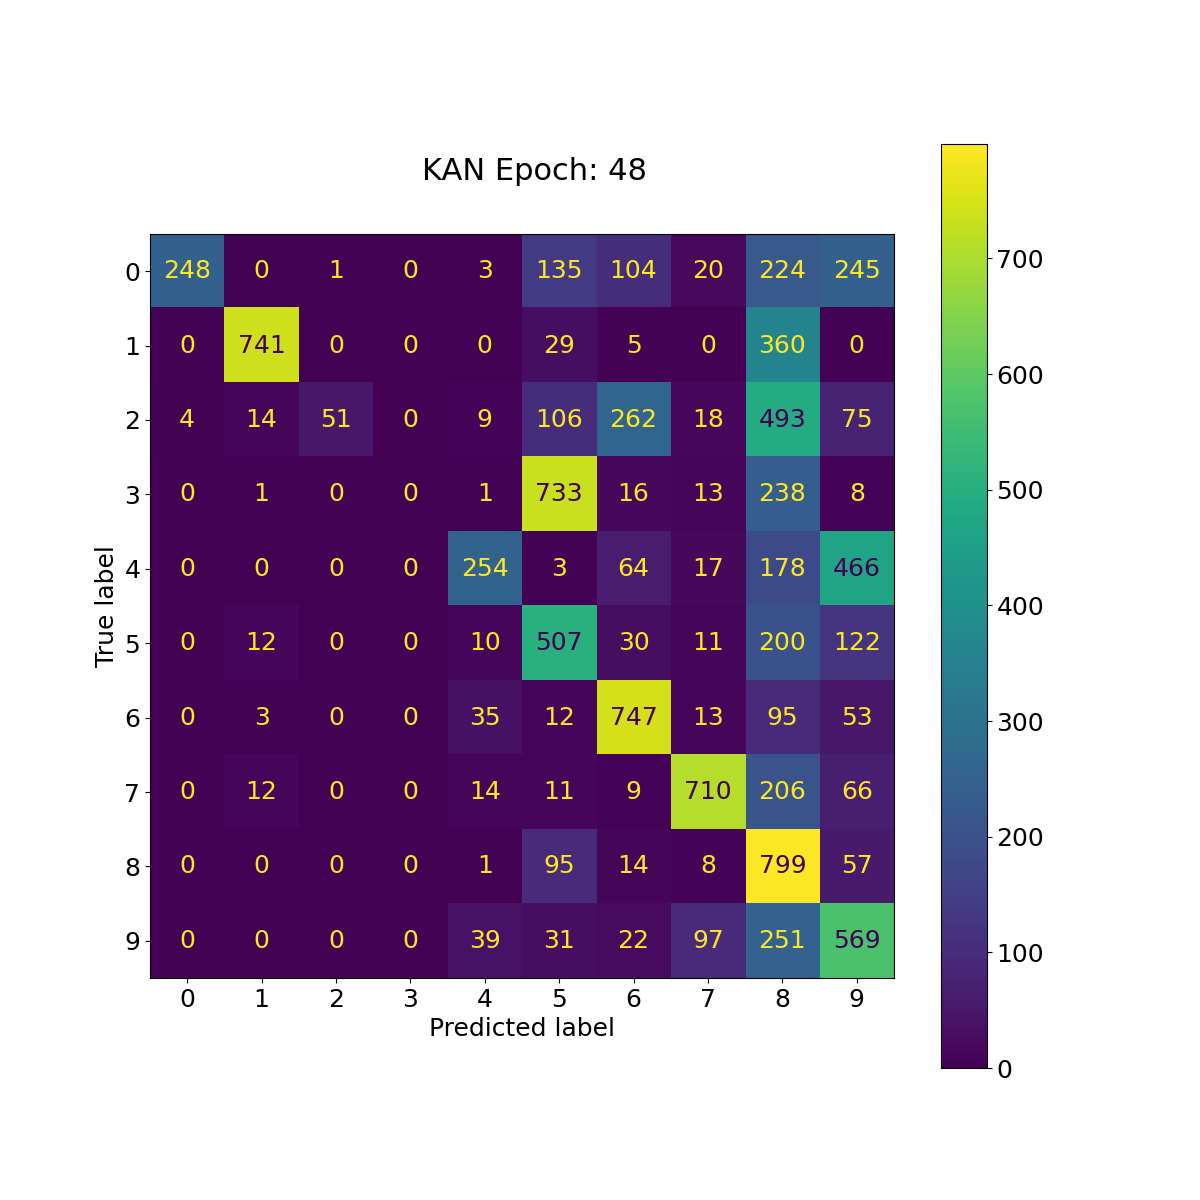 KAN Epoch: 48
0 248 0 1 0 3 135 104 20 224 245
1 0 741 0 0 0 29 5 0 360 0
2 4 14 51 0 9 106 262 18 493 75
3 0 1 0 0 1 733 16 13 238 8
4 0 0 0 0 254 3 64 17 178 466
5 0 12 0 0 10 507 30 11 200 122
6 0 3 0 0 35 12 747 13 95 53
7 0 12 0 0 14 11 9 710 206 66
8 0 0 0 0 1 95 14 8 799 57
9 0 0 0 0 39 31 22 97 251 569
0 1 2 3 4 5 6 7 8 9
Predicted label
True label
700
600
500
400
300
200
100
0